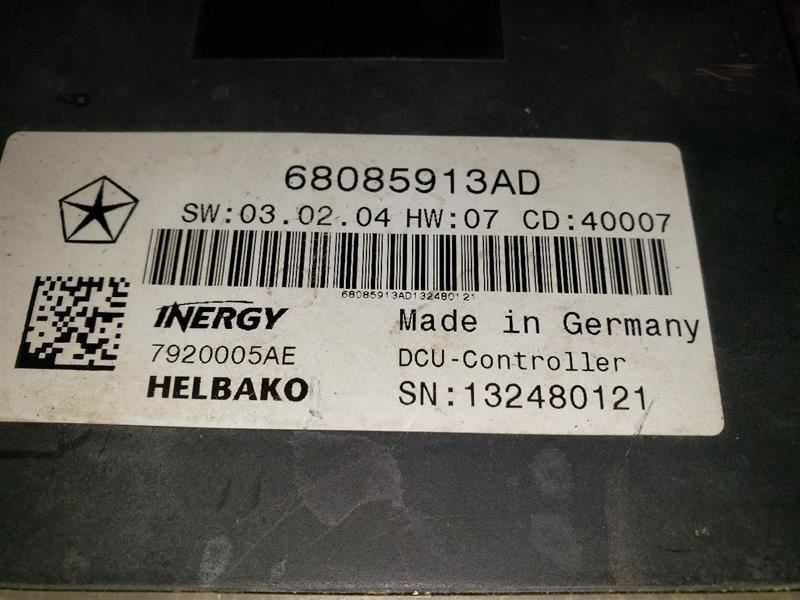 68085913AD
SW:03.02.04 HW:07 CD:40007
68085913AD132480121
INERGY
Made in Germany
7920005AE
DCU-Controller
HELBAKO
SN:132480121